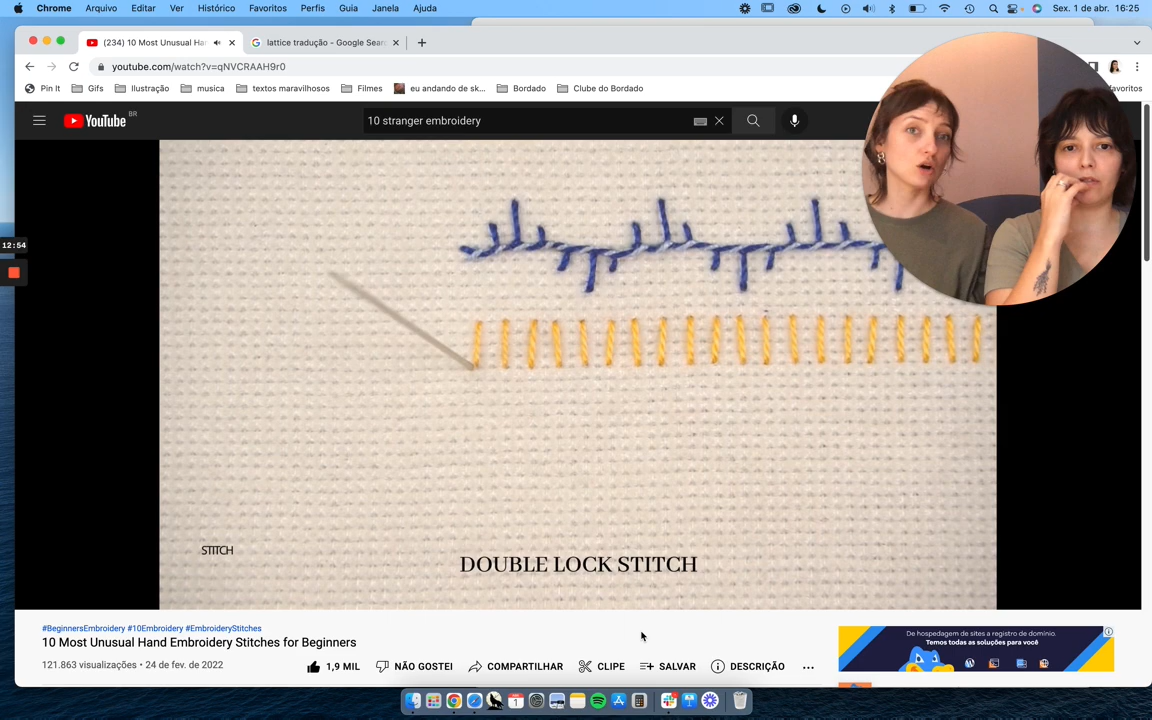 Chrome Arquivo Editar Ver Histórico Favoritos Perfis Guia Janela Ajuda
Sex. 1 de abr. 16:25
(234) 10 Most Unusual Ha
lattice tradução - Google Sear
youtube.com/watch?v=qNVCRAAH9r0
Pin It Gifs Ilustração musica textos maravilhosos Filmes eu andando de sk... Bordado Clube do Bordado
YouTube BR
10 stranger embroidery
12:54
STITCH
DOUBLE LOCK STITCH
#BeginnersEmbroidery #10Embroidery #EmbroideryStitches
10 Most Unusual Hand Embroidery Stitches for Beginners
121.863 visualizações • 24 de fev. de 2022
1,9 MIL NÃO GOSTEI COMPARTILHAR CLIPE SALVAR DESCRIÇÃO ...
De hospedagem de sites a registro de domínio.
Temos todas as soluções para você